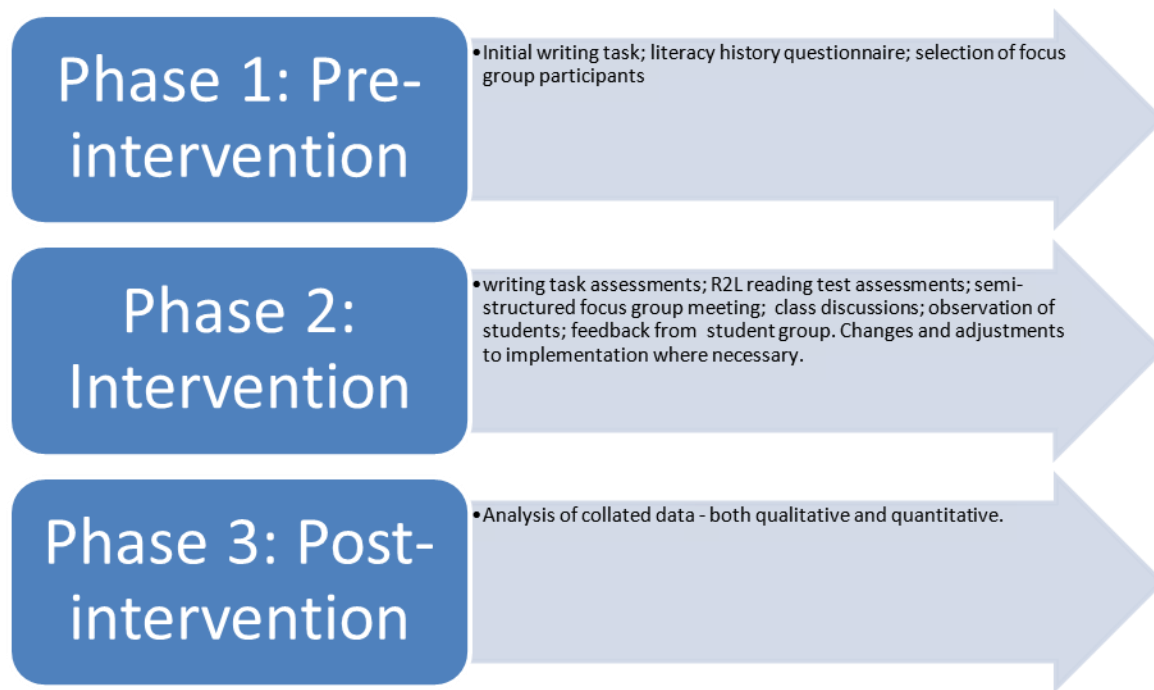 Phase 1: Pre-
intervention
•Initial writing task; literacy history questionnaire; selection of focus
group participants
Phase 2:
Intervention
•writing task assessments; R2L reading test assessments; semi-
structured focus group meeting; class discussions; observation of
students; feedback from student group. Changes and adjustments
to implementation where necessary.
Phase 3: Post-
intervention
•Analysis of collated data - both qualitative and quantitative.